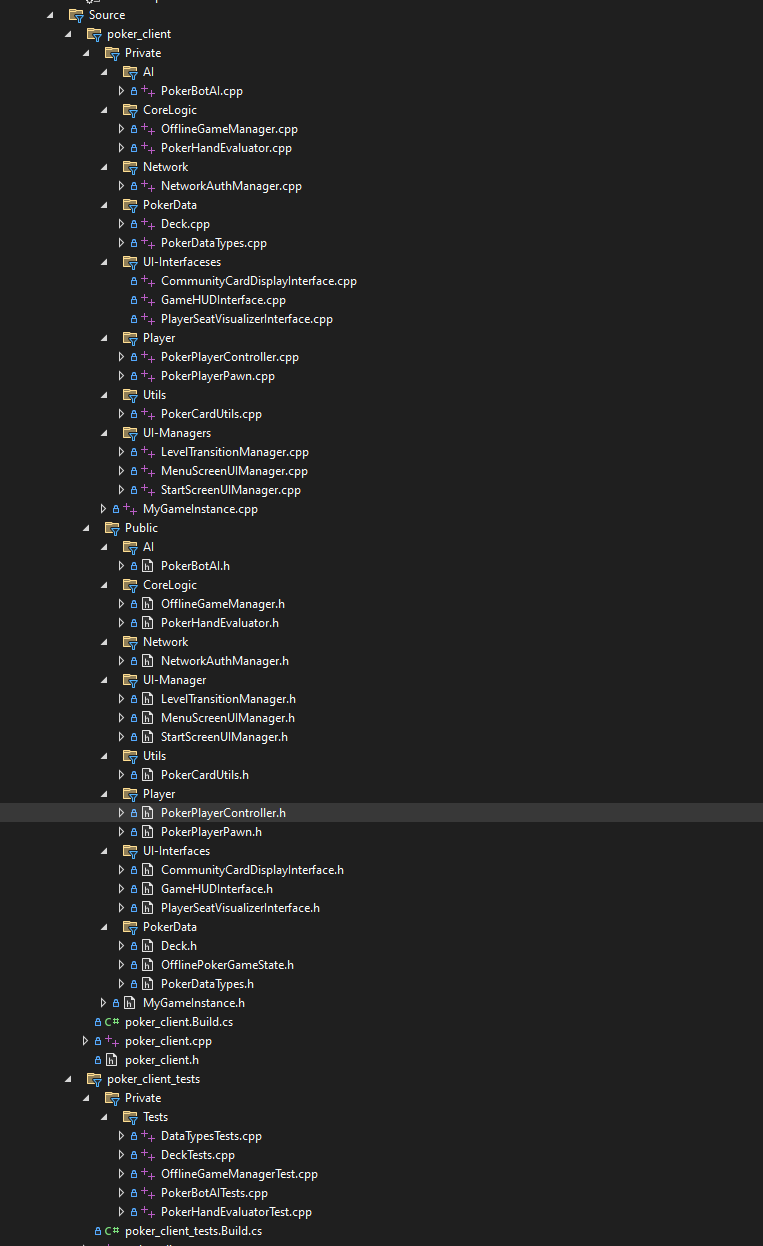 Source
poker_client
Private
AI
PokerBotAI.cpp
CoreLogic
OfflineGameManager.cpp
PokerHandEvaluator.cpp
Network
NetworkAuthManager.cpp
PokerData
Deck.cpp
PokerDataTypes.cpp
UI-Interfaceses
CommunityCardDisplayInterface.cpp
GameHUDInterface.cpp
PlayerSeatVisualizerInterface.cpp
Player
PokerPlayerController.cpp
PokerPlayerPawn.cpp
Utils
PokerCardUtils.cpp
UI-Managers
LevelTransitionManager.cpp
MenuScreenUIManager.cpp
StartScreenUIManager.cpp
MyGameInstance.cpp
Public
AI
PokerBotAI.h
CoreLogic
OfflineGameManager.h
PokerHandEvaluator.h
Network
NetworkAuthManager.h
UI-Manager
LevelTransitionManager.h
MenuScreenUIManager.h
StartScreenUIManager.h
Utils
PokerCardUtils.h
Player
PokerPlayerController.h
PokerPlayerPawn.h
UI-Interfaces
CommunityCardDisplayInterface.h
GameHUDInterface.h
PlayerSeatVisualizerInterface.h
PokerData
Deck.h
OfflinePokerGameState.h
PokerDataTypes.h
MyGameInstance.h
C# poker_client.Build.cs
poker_client.cpp
poker_client.h
poker_client_tests
Private
Tests
DataTypesTests.cpp
DeckTests.cpp
OfflineGameManagerTest.cpp
PokerBotAITests.cpp
PokerHandEvaluatorTest.cpp
C# poker_client_tests.Build.cs